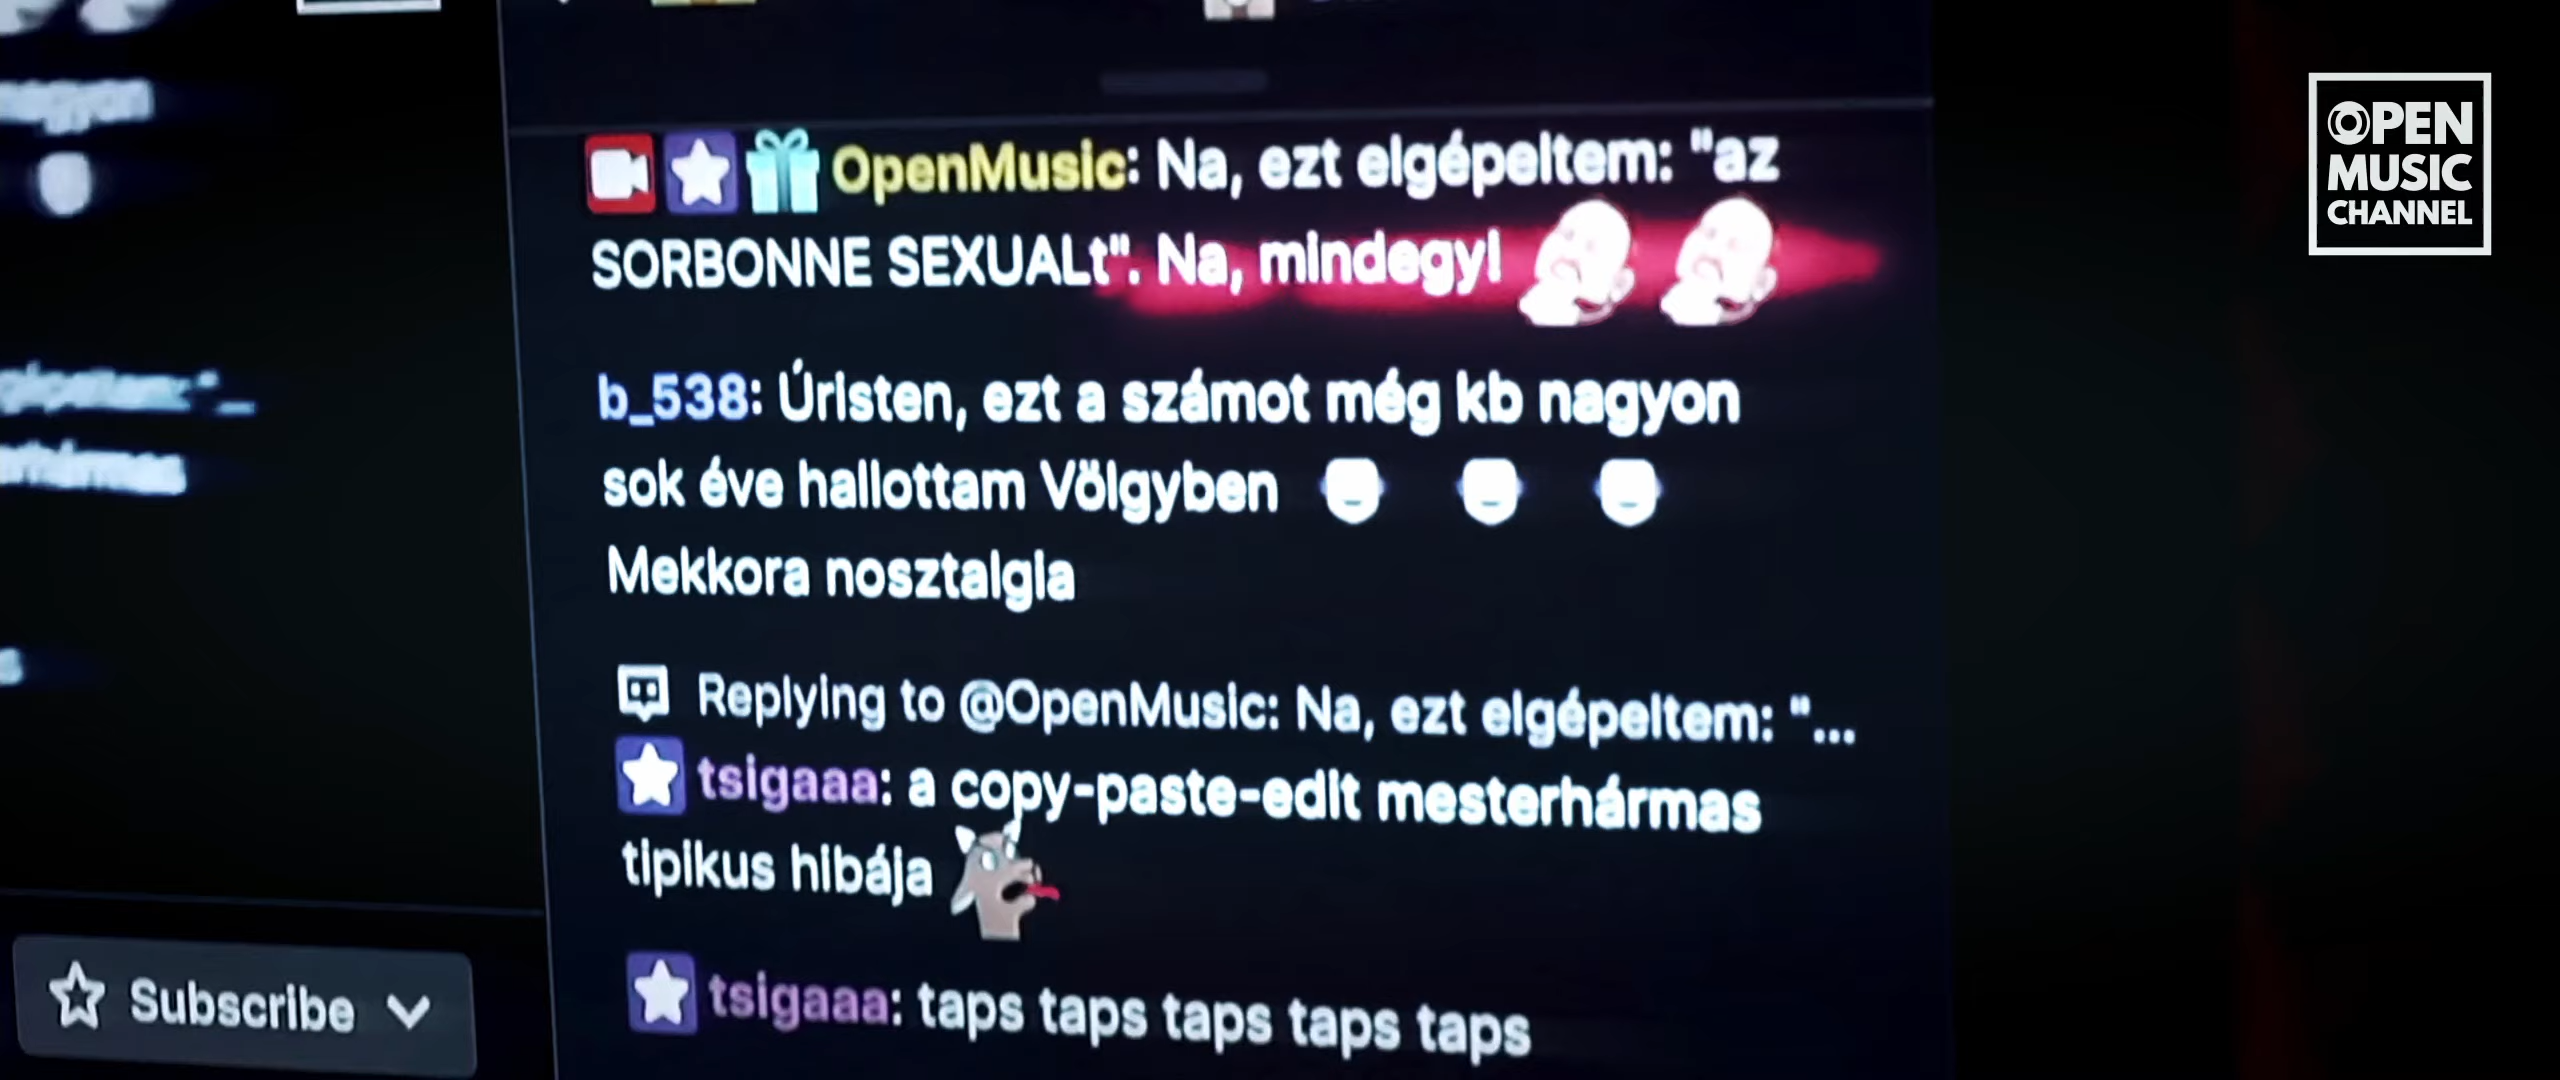 nagyon
OpenMusic: Na, ezt elgépeltem: "az
SORBONNE SEXUALt". Na, mindegy!
b_538: Úristen, ezt a számot még kb nagyon
sok éve hallottam Völgyben
Mekkora nosztalgia
Replying to @OpenMusic: Na, ezt elgépeltem: "...
tsigaaa: a copy-paste-edit mesterhármas
tipikus hibája
tsigaaa: taps taps taps taps taps
Subscribe
OPEN
MUSIC
CHANNEL